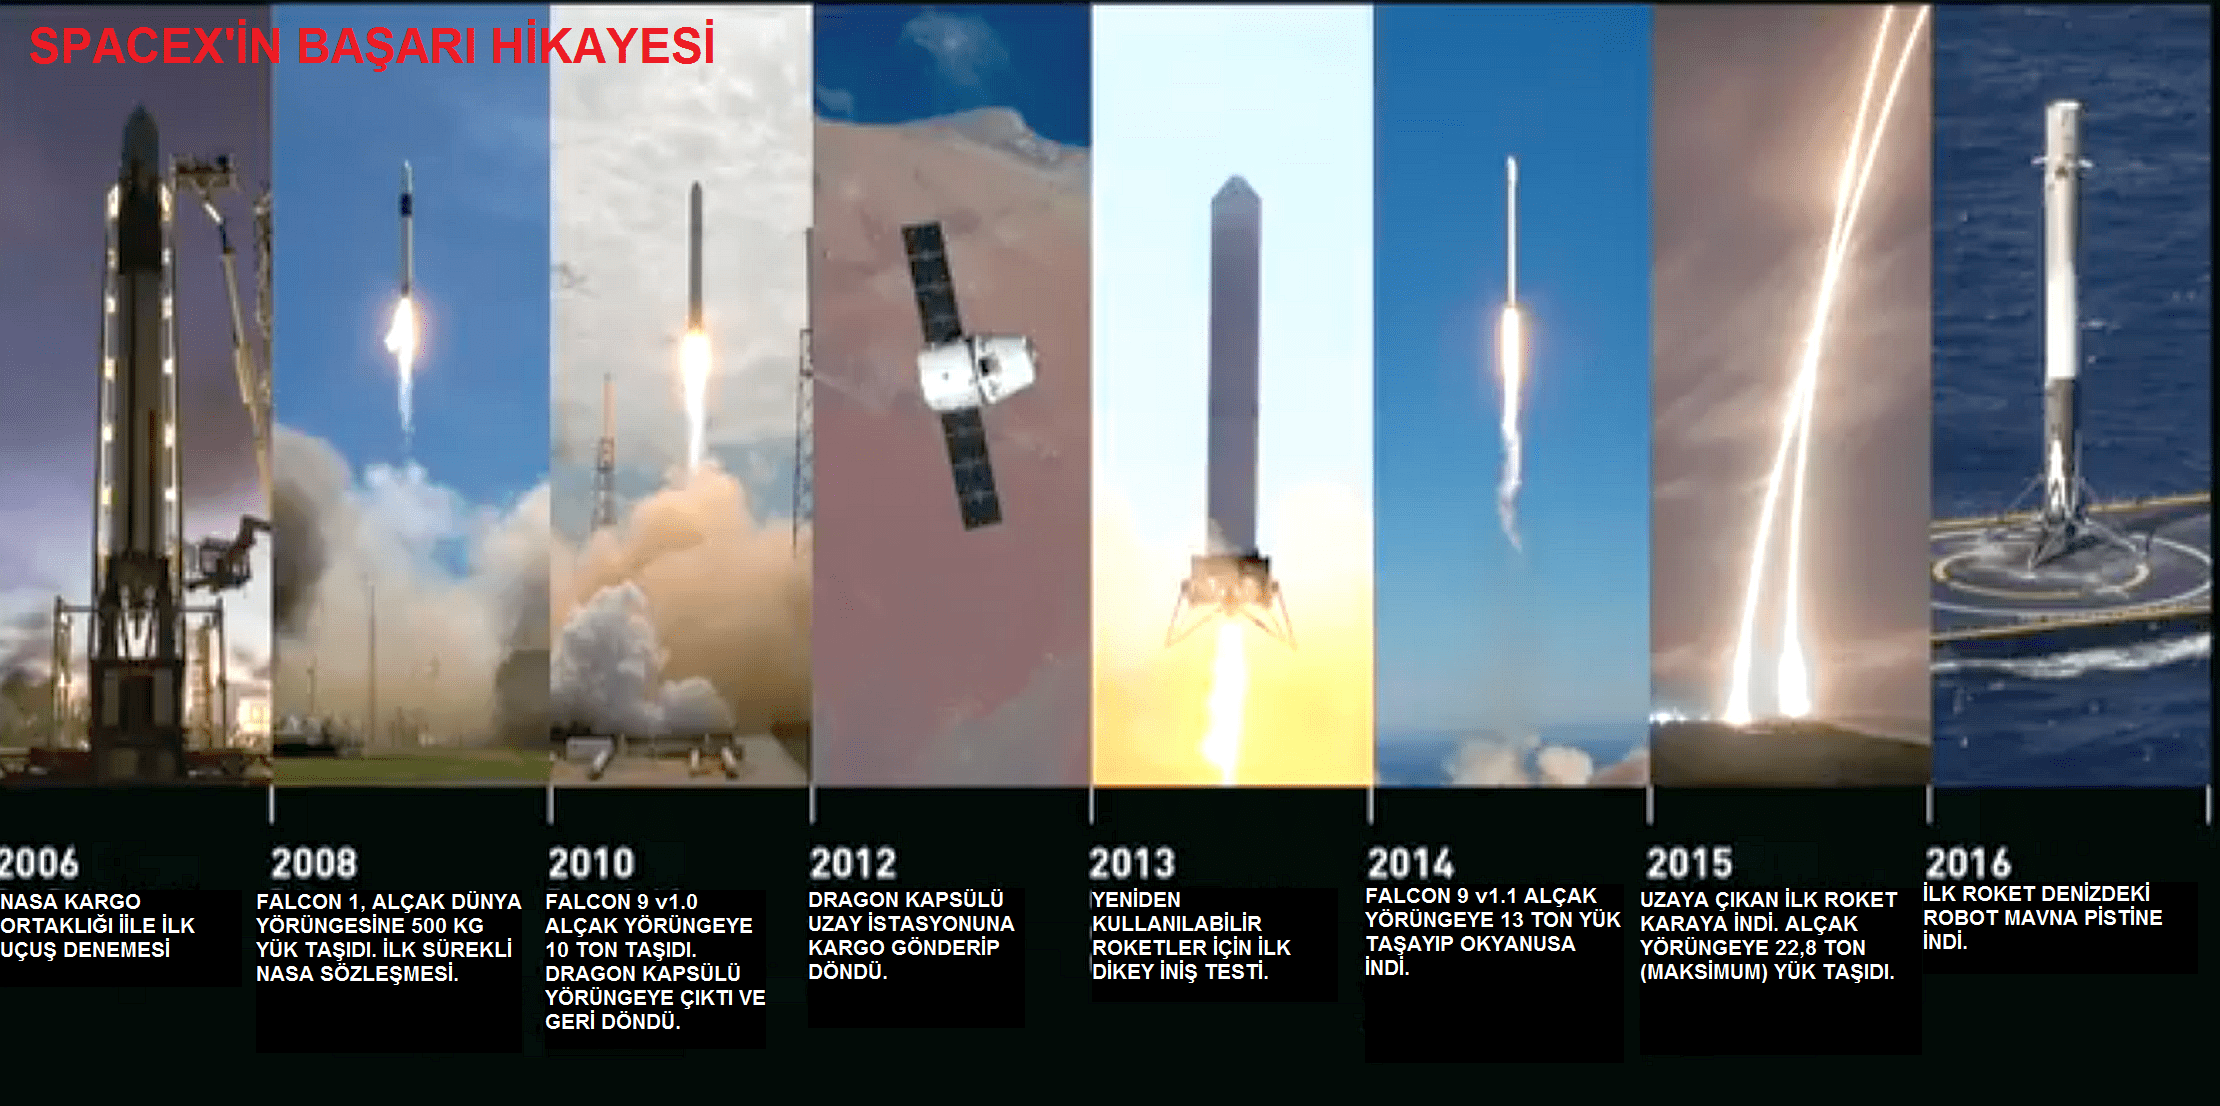 SPACEX'İN BAŞARI HİKAYESİ
2006
NASA KARGO
ORTAKLIĞI İİLE İLK
UÇUŞ DENEMESİ
2008
FALCON 1, ALÇAK DÜNYA
YÖRÜNGESİNE 500 KG
YÜK TAŞIDI. İLK SÜREKLİ
NASA SÖZLEŞMESİ.
2010
FALCON 9 v1.0
ALÇAK YÖRÜNGEYE
10 TON TAŞIDI.
DRAGON KAPSÜLÜ
YÖRÜNGEYE ÇIKTI VE
GERİ DÖNDÜ.
2012
DRAGON KAPSÜLÜ
UZAY İSTASYONUNA
KARGO GÖNDERİP
DÖNDÜ.
2013
YENİDEN
KULLANILABİLİR
ROKETLER İÇİN İLK
DİKEY İNİŞ TESTİ.
2014
FALCON 9 v1.1 ALÇAK
YÖRÜNGEYE 13 TON YÜK
TAŞAYIP OKYANUSA
İNDİ.
2015
UZAYA ÇIKAN İLK ROKET
KARAYA İNDİ. ALÇAK
YÖRÜNGEYE 22,8 TON
(MAKSİMUM) YÜK TAŞIDI.
2016
İLK ROKET DENİZDEKİ
ROBOT MAVNA PİSTİNE
İNDİ.